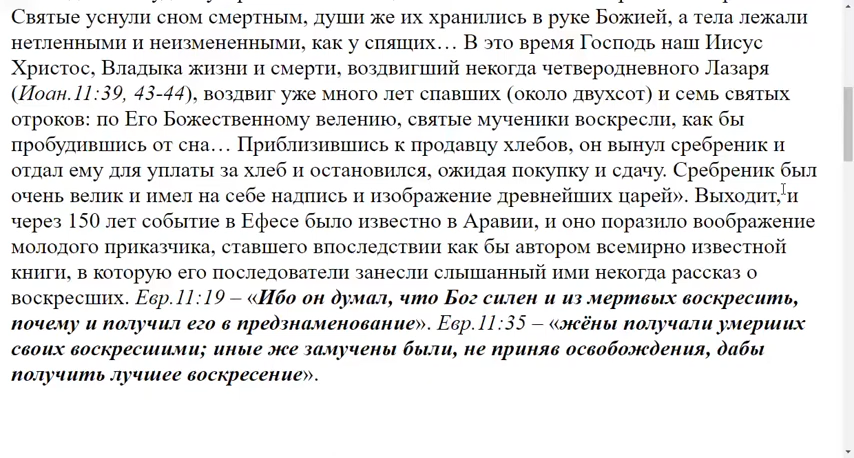 Святые уснули сном смертным, души же их хранились в руке Божией, а тела лежали
нетленными и неизмененными, как у спящих… В это время Господь наш Иисус
Христос, Владыка жизни и смерти, воздвигший некогда четверодневного Лазаря
(Иоан.11:39, 43-44), воздвиг уже много лет спавших (около двухсот) и семь святых
отроков: по Его Божественному велению, святые мученики воскресли, как бы
пробудившись от сна… Приблизившись к продавцу хлебов, он вынул сребреник и
отдал ему для уплаты за хлеб и остановился, ожидая покупку и сдачу. Сребреник был
очень велик и имел на себе надпись и изображение древнейших царей». Выходит, и
через 150 лет событие в Ефесе было известно в Аравии, и оно поразило воображение
молодого приказчика, ставшего впоследствии как бы автором всемирно известной
книги, в которую его последователи занесли слышанный ими некогда рассказ о
воскресших. Евр.11:19 – «Ибо он думал, что Бог силен и из мертвых воскресить,
почему и получил его в предзнаменование». Евр.11:35 – «жёны получали умерших
своих воскресшими; иные же замучены были, не приняв освобождения, дабы
получить лучшее воскресение».